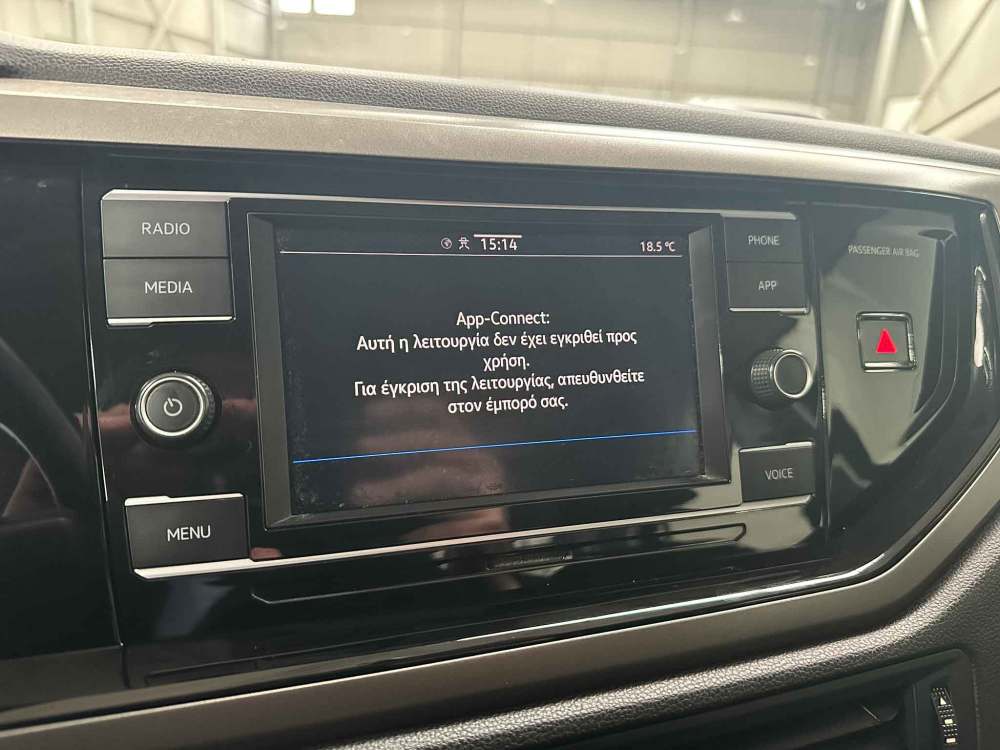 RADIO
MEDIA
15:14
18.5 °C
PHONE
APP
PASSENGER AIR BAG
App-Connect:
Αυτή η λειτουργία δεν έχει εγκριθεί προς
χρήση.
Για έγκριση της λειτουργίας, απευθυνθείτε
στον έμπορό σας.
VOICE
MENU